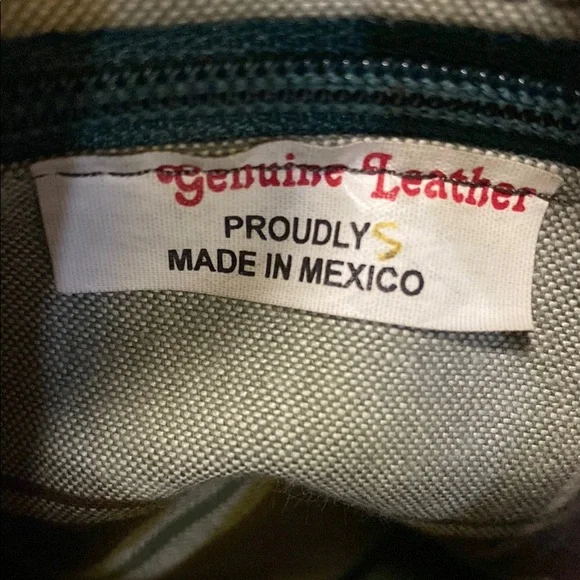 Genuine Leather
PROUDLY S
MADE IN MEXICO